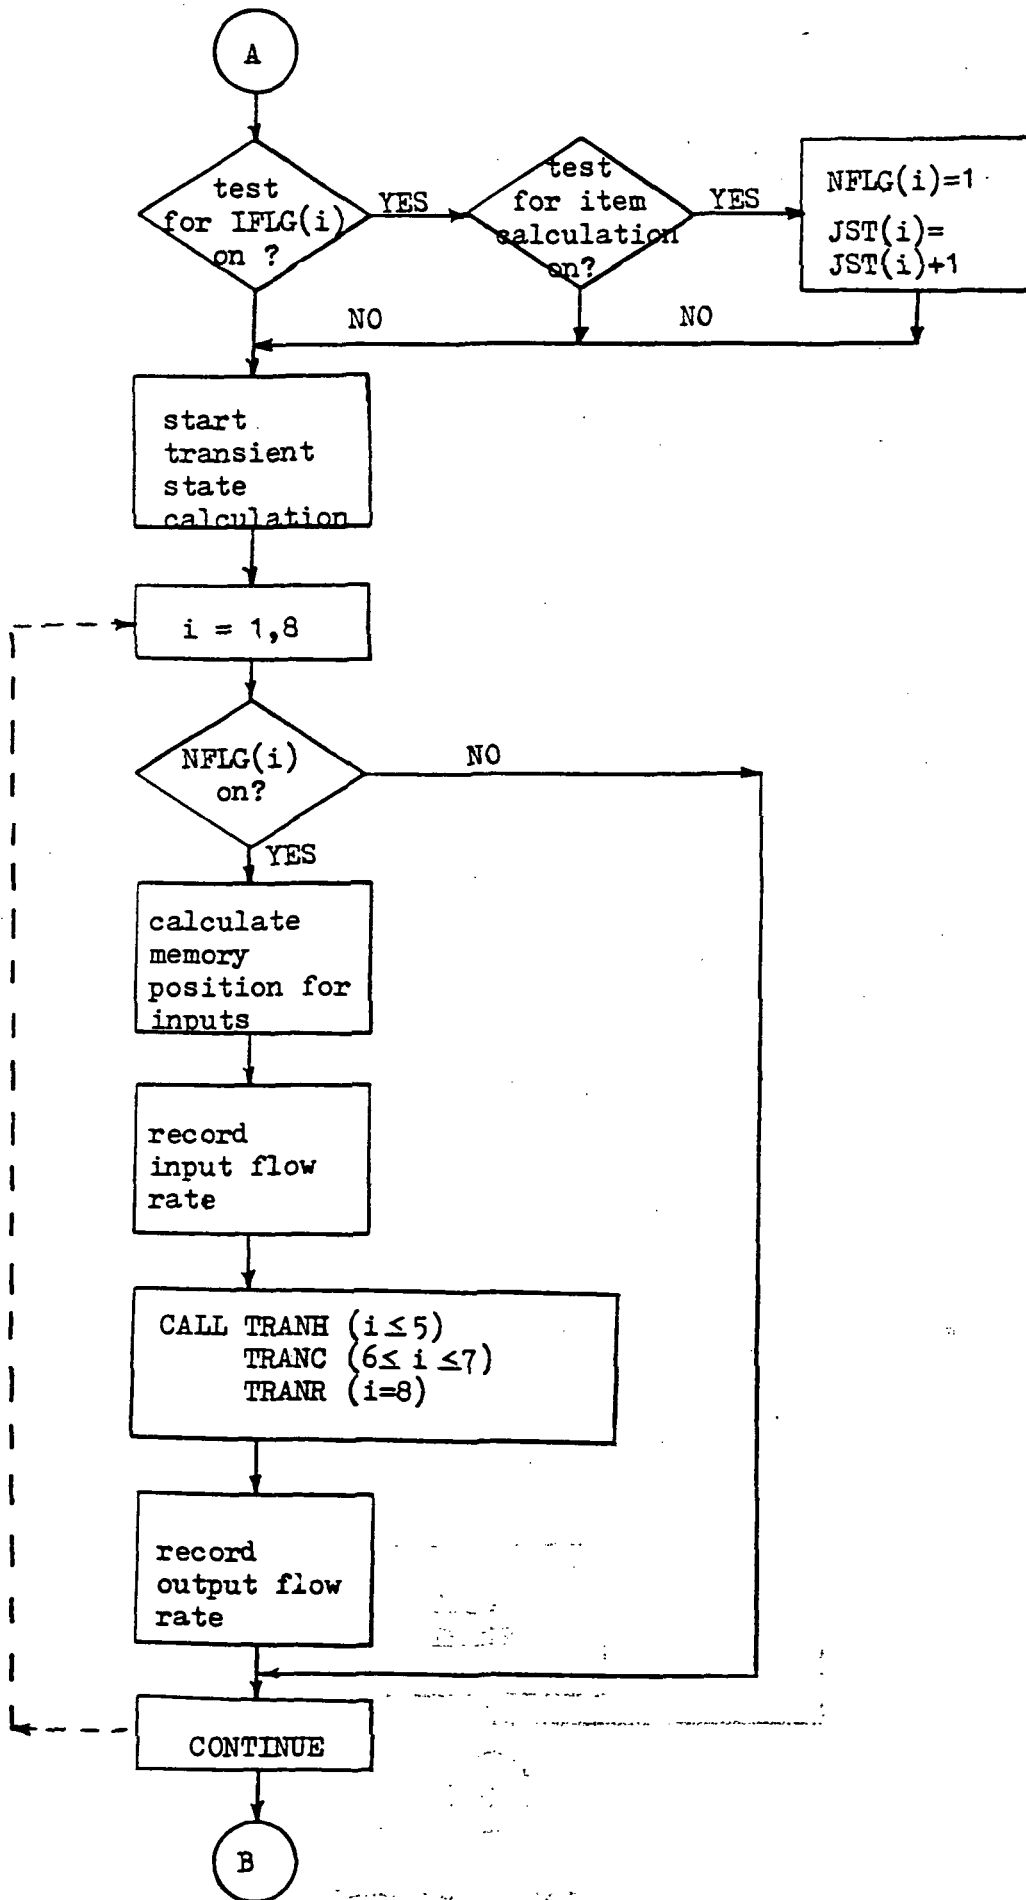 A
test
for IFLG(i)
on ?
YES
test
for item
calculation
on?
YES
NFLG(i)=1
JST(i)=
JST(i)+1
NO
NO
start
transient
state
calculation
i = 1,8
NFLG(i)
on?
NO
YES
calculate
memory
position for
inputs
record
input flow
rate
CALL TRANH (i≤5)
TRANC (6≤ i ≤7)
TRANR (i=8)
record
output flow
rate
CONTINUE
B